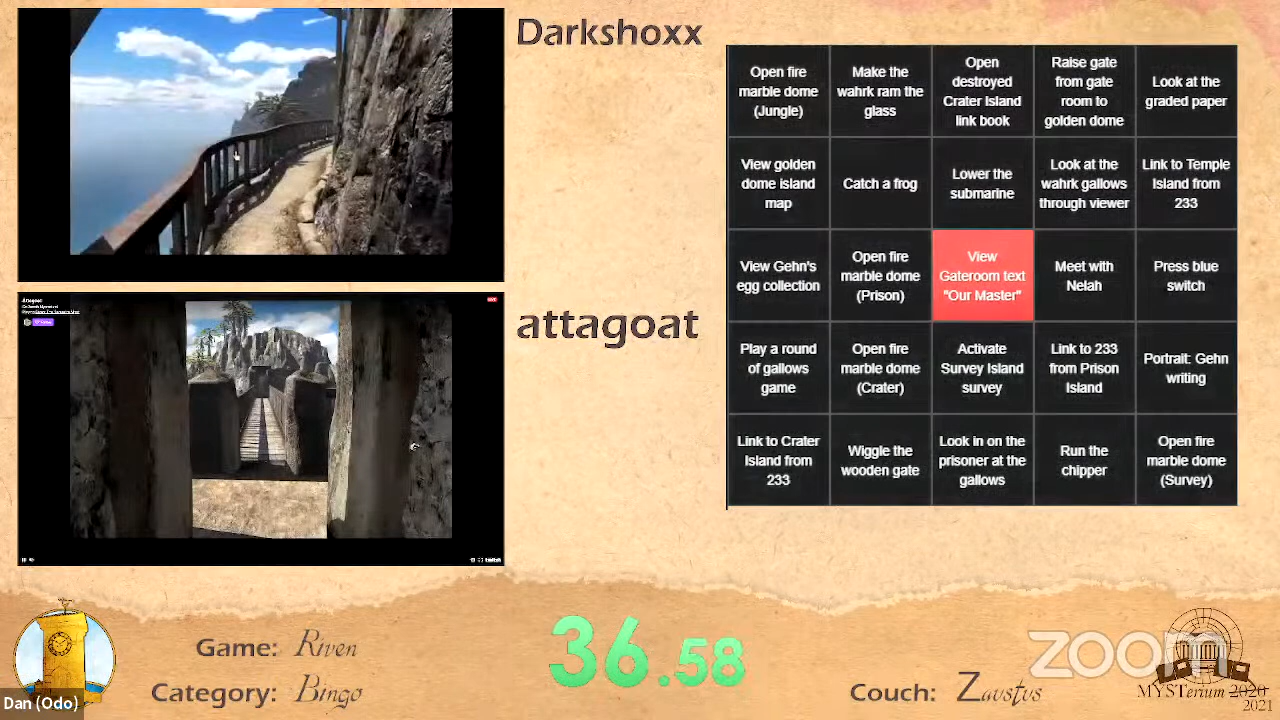 Darkshoxx
attagoat
Open fire
marble dome
(Jungle)
Make the
wahrk ram the
glass
Open
destroyed
Crater Island
link book
Raise gate
from gate
room to
golden dome
Look at the
graded paper
View golden
dome island
map
Catch a frog
Lower the
submarine
Look at the
wahrk gallows
through viewer
Link to Temple
Island from
233
View Gehn's
egg collection
Open fire
marble dome
(Prison)
View
Gateroom text
"Our Master"
Meet with
Nelah
Press blue
switch
Play a round
of gallows
game
Open fire
marble dome
(Crater)
Activate
Survey Island
survey
Link to 233
from Prison
Island
Portrait: Gehn
writing
Link to Crater
Island from
233
Wiggle the
wooden gate
Look in on the
prisoner at the
gallows
Run the
chipper
Open fire
marble dome
(Survey)
Game: Riven
Category: Bingo
36.58
Couch: Zaustus
zoom
MYSTerium 2020
2021
Dan (Odo)